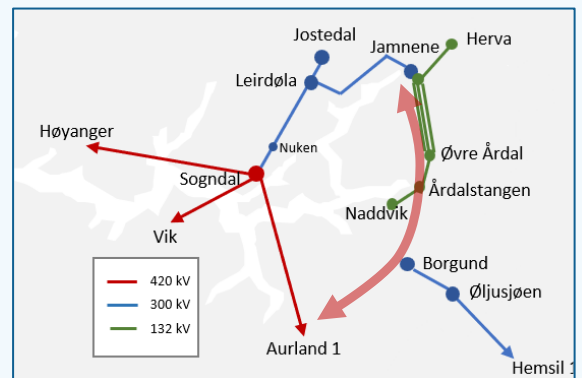 Jostedal
Jamnene
Herva
Leirdøla
Høyanger
Nuken
Øvre Årdal
Sogndal
Årdalstangen
Naddvik
Vik
Borgund
420 kV
300 kV
132 kV
Øljusjøen
Aurland 1
Hemsil 1